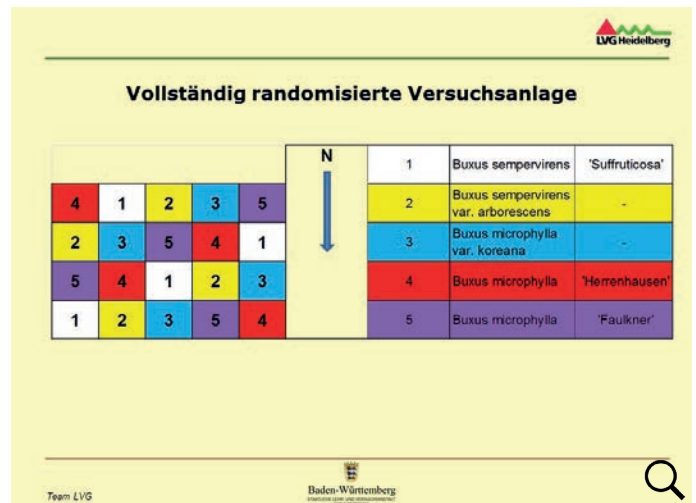 LVG Heidelberg
Vollständig randomisierte Versuchsanlage
N
4 1 2 3 5
2 3 5 4 1
5 4 1 2 3
1 2 3 5 4
1 Buxus sempervirens 'Suffruticosa'
2 Buxus sempervirens
var. arborescens -
3 Buxus microphylla
var. koreana -
4 Buxus microphylla 'Herrenhausen'
5 Buxus microphylla 'Faulkner'
Team LVG
Baden-Württemberg